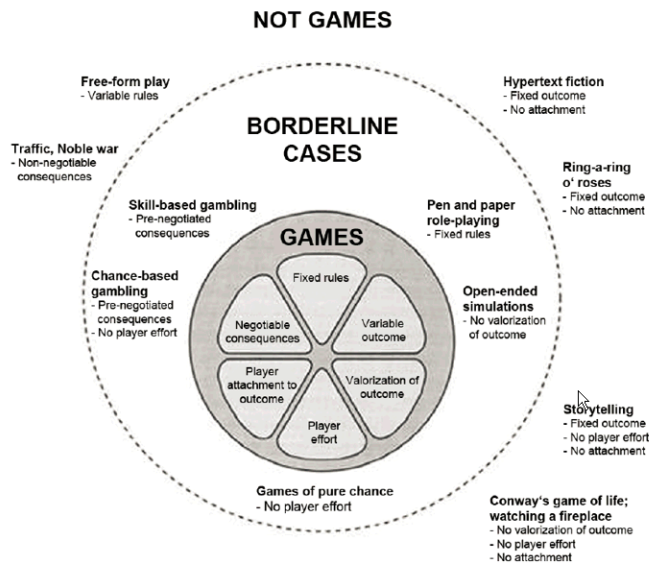 NOT GAMES
Free-form play
- Variable rules
Hypertext fiction
- Fixed outcome
- No attachment
BORDERLINE
CASES
Traffic, Noble war
- Non-negotiable
consequences
Ring-a-ring
o' roses
- Fixed outcome
- No attachment
Skill-based gambling
- Pre-negotiated
consequences
Pen and paper
role-playing
- Fixed rules
GAMES
Chance-based
gambling
- Pre-negotiated
consequences
- No player effort
Open-ended
simulations
- No valorization
of outcome
Fixed rules
Negotiable
consequences
Variable
outcome
Player
attachment to
outcome
Valorization of
outcome
Player
effort
Storytelling
- Fixed outcome
- No player effort
- No attachment
Games of pure chance
- No player effort
Conway's game of life;
watching a fireplace
- No valorization of outcome
- No player effort
- No attachment